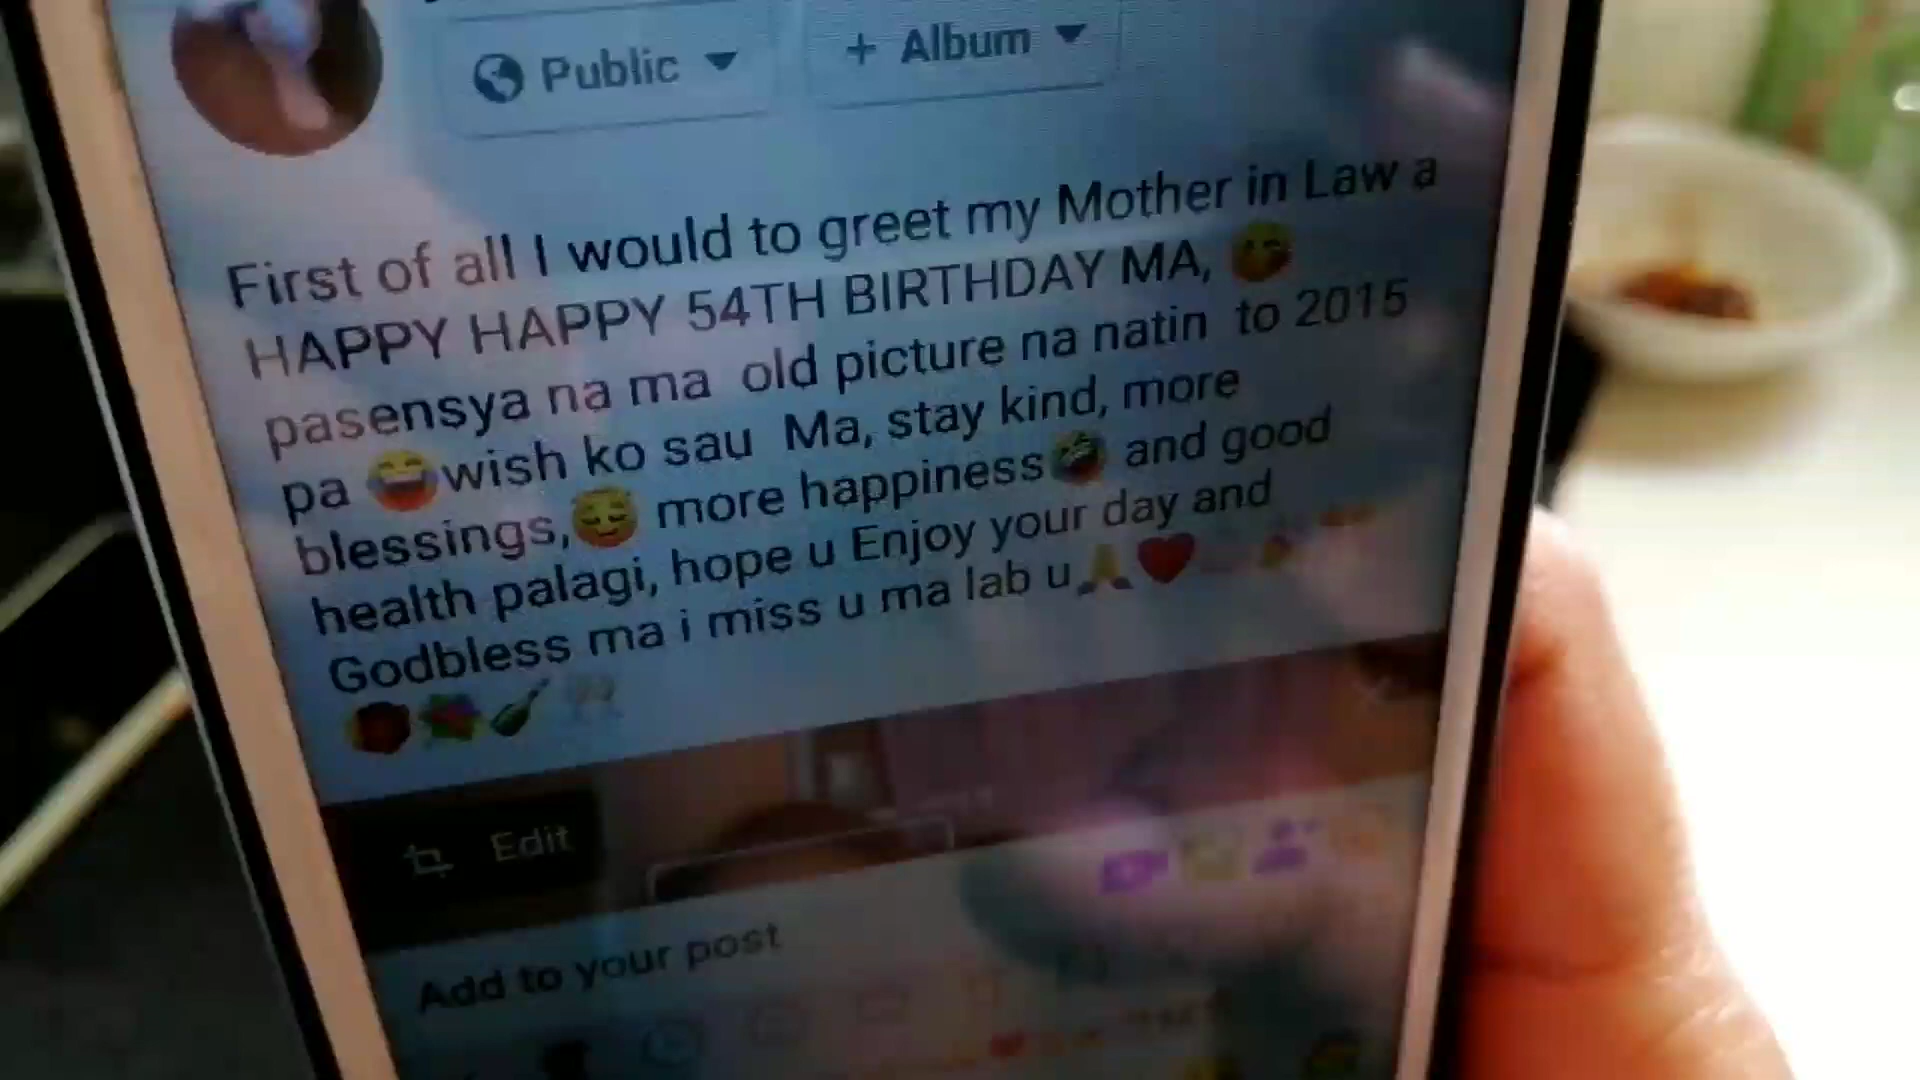 Public
+ Album
First of all I would to greet my Mother in Law a
HAPPY HAPPY 54TH BIRTHDAY MA, 😋
pasensya na ma old picture na natin to 2015
pa 😂wish ko sau Ma, stay kind, more
blessings,😌 more happiness🤣 and good
health palagi, hope u Enjoy your day and
Godbless ma i miss u ma lab u🙏❤️
Edit
Add to your post